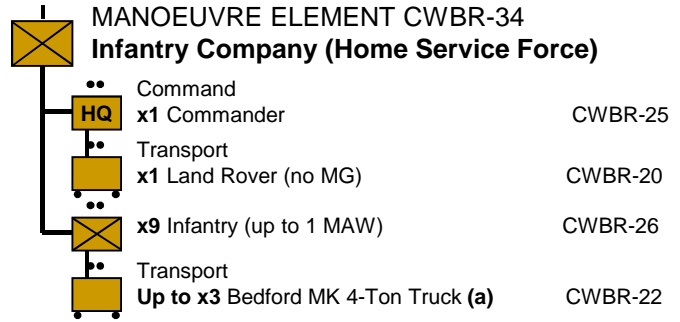 MANOEUVRE ELEMENT CWBR-34
Infantry Company (Home Service Force)
Command
HQ x1 Commander CWBR-25
Transport
x1 Land Rover (no MG) CWBR-20
x9 Infantry (up to 1 MAW) CWBR-26
Transport
Up to x3 Bedford MK 4-Ton Truck (a) CWBR-22